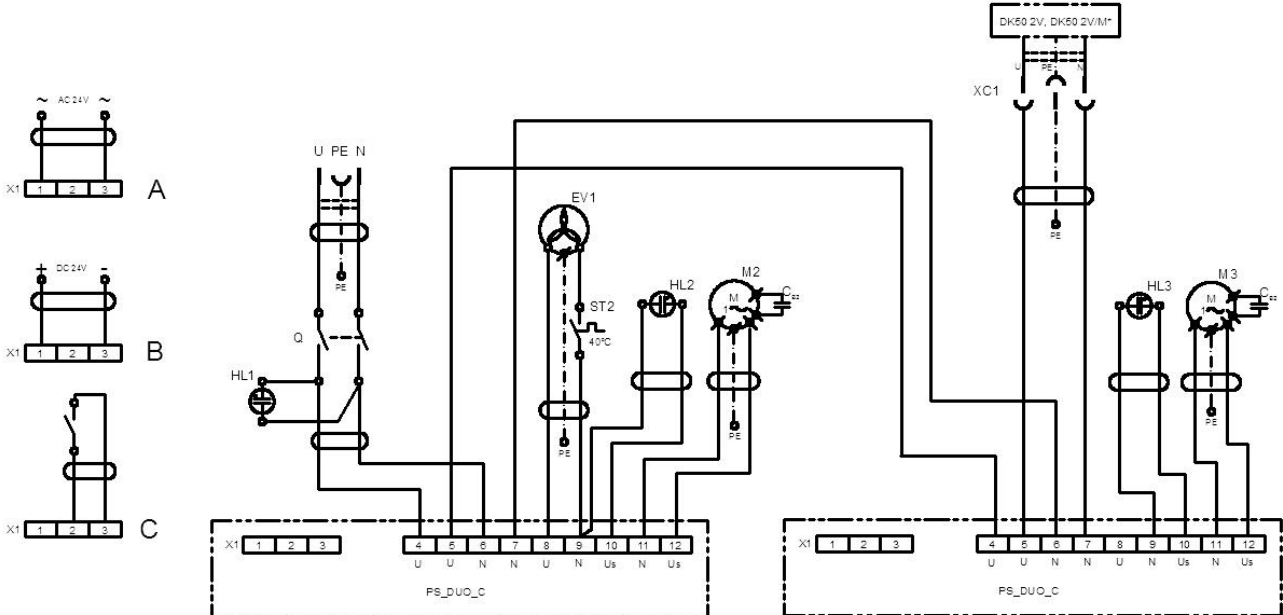 DK50 2V, DK50 2V/M*
U PE N
XC1
PE
~ AC 24V ~
X1 1 2 3 A
+ DC 24V -
X1 1 2 3 B
X1 1 2 3 C
U PE N
PE
Q
HL1
EV1
ST2
40°C
PE
HL2
M2
M
1~
PE
HL3
M3
M
1~
PE
X1 1 2 3
4 5 6 7 8 9 10 11 12
U U N N U N Us N Us
PS_DUO_C
X1 1 2 3
4 5 6 7 8 9 10 11 12
U U N N U N Us N Us
PS_DUO_C